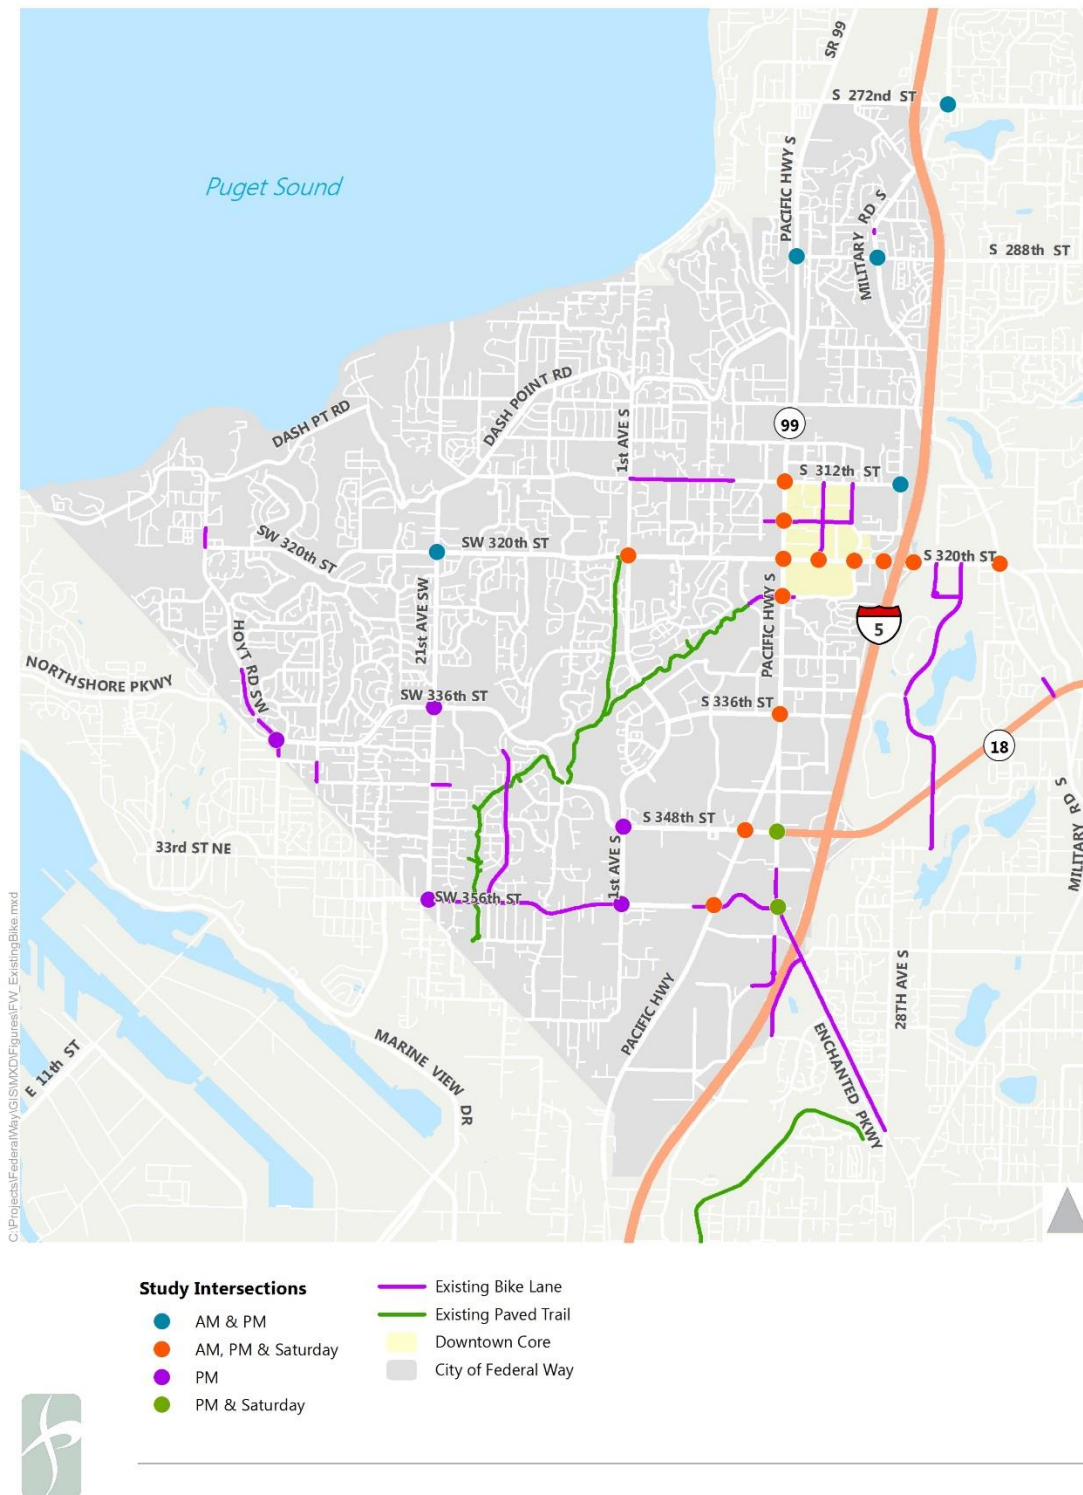 SR 99
S 272nd ST
Puget Sound
PACIFIC HWY S
MILITARY RD S
S 288th ST
DASH POINT RD
DASH PT RD
1st AVE S
99
S 312th ST
SW 320th ST
SW 320th ST
S 320th ST
21st AVE SW
PACIFIC HWY S
5
HOYT RD SW
NORTHSHORE PKWY
SW 336th ST
S 336th ST
18
MILITARY RD S
S 348th ST
33rd ST NE
1st AVE S
SW 356th ST
28TH AVE S
PACIFIC HWY
ENCHANTED PKWY
MARINE VIEW DR
E 11th ST
C:\Projects\FederalWay\GIS\MXD\Figures\FW_ExistingBike.mxd
Study Intersections
AM & PM
AM, PM & Saturday
PM
PM & Saturday
Existing Bike Lane
Existing Paved Trail
Downtown Core
City of Federal Way